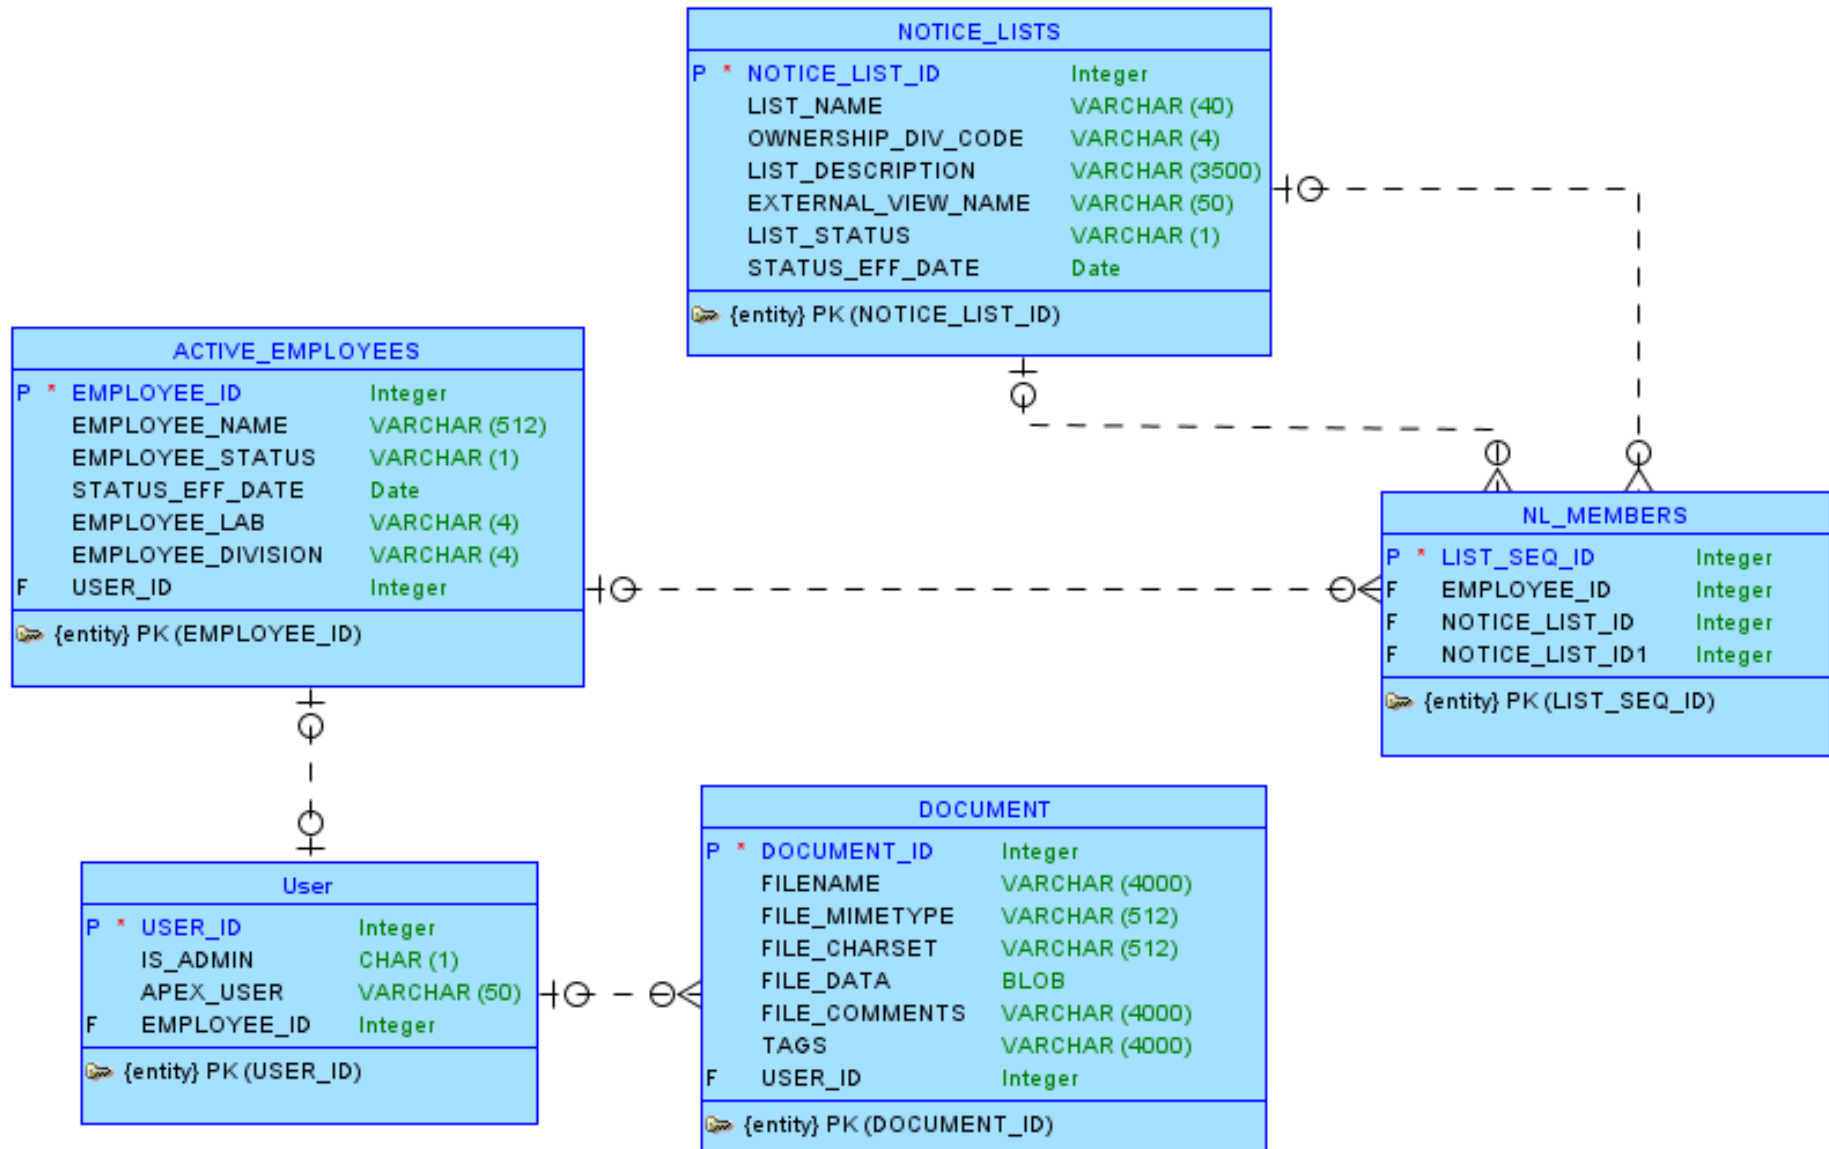 NOTICE_LISTS
P * NOTICE_LIST_ID Integer
LIST_NAME VARCHAR (40)
OWNERSHIP_DIV_CODE VARCHAR (4)
LIST_DESCRIPTION VARCHAR (3500)
EXTERNAL_VIEW_NAME VARCHAR (50)
LIST_STATUS VARCHAR (1)
STATUS_EFF_DATE Date
{entity} PK (NOTICE_LIST_ID)
ACTIVE_EMPLOYEES
P * EMPLOYEE_ID Integer
EMPLOYEE_NAME VARCHAR (512)
EMPLOYEE_STATUS VARCHAR (1)
STATUS_EFF_DATE Date
EMPLOYEE_LAB VARCHAR (4)
EMPLOYEE_DIVISION VARCHAR (4)
F USER_ID Integer
{entity} PK (EMPLOYEE_ID)
NL_MEMBERS
P * LIST_SEQ_ID Integer
F EMPLOYEE_ID Integer
F NOTICE_LIST_ID Integer
F NOTICE_LIST_ID1 Integer
{entity} PK (LIST_SEQ_ID)
User
P * USER_ID Integer
IS_ADMIN CHAR (1)
APEX_USER VARCHAR (50)
F EMPLOYEE_ID Integer
{entity} PK (USER_ID)
DOCUMENT
P * DOCUMENT_ID Integer
FILENAME VARCHAR (4000)
FILE_MIMETYPE VARCHAR (512)
FILE_CHARSET VARCHAR (512)
FILE_DATA BLOB
FILE_COMMENTS VARCHAR (4000)
TAGS VARCHAR (4000)
F USER_ID Integer
{entity} PK (DOCUMENT_ID)